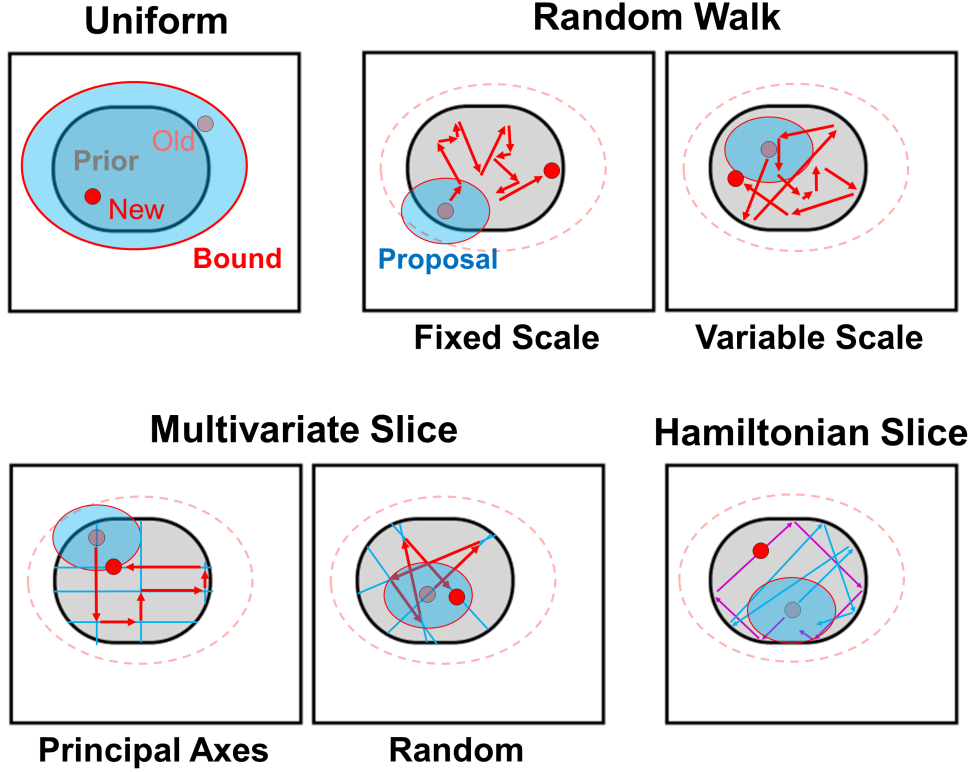 Uniform
Random Walk
Old
Prior
New
Bound
Proposal
Fixed Scale
Variable Scale
Multivariate Slice
Hamiltonian Slice
Principal Axes
Random